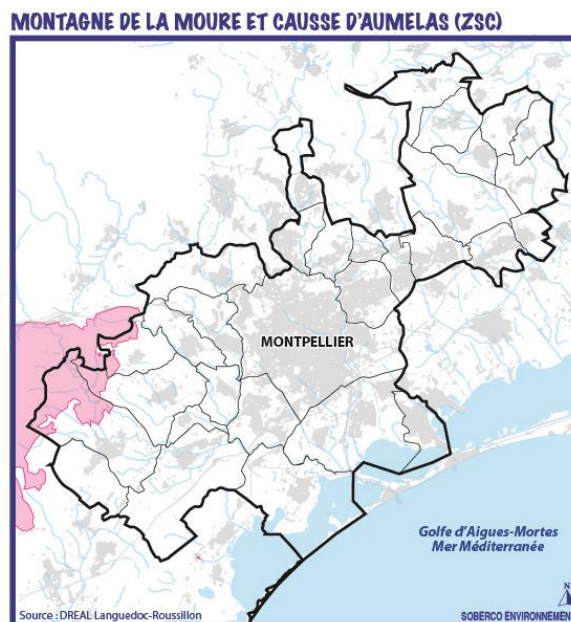 MONTAGNE DE LA MOURE ET CAUSSE D'AUMELAS (ZSC)
MONTPELLIER
Golfe d'Aigues-Mortes
Mer Méditerranée
N
Source : DREAL Languedoc-Roussillon
SOBERCO ENVIRONNEMENT